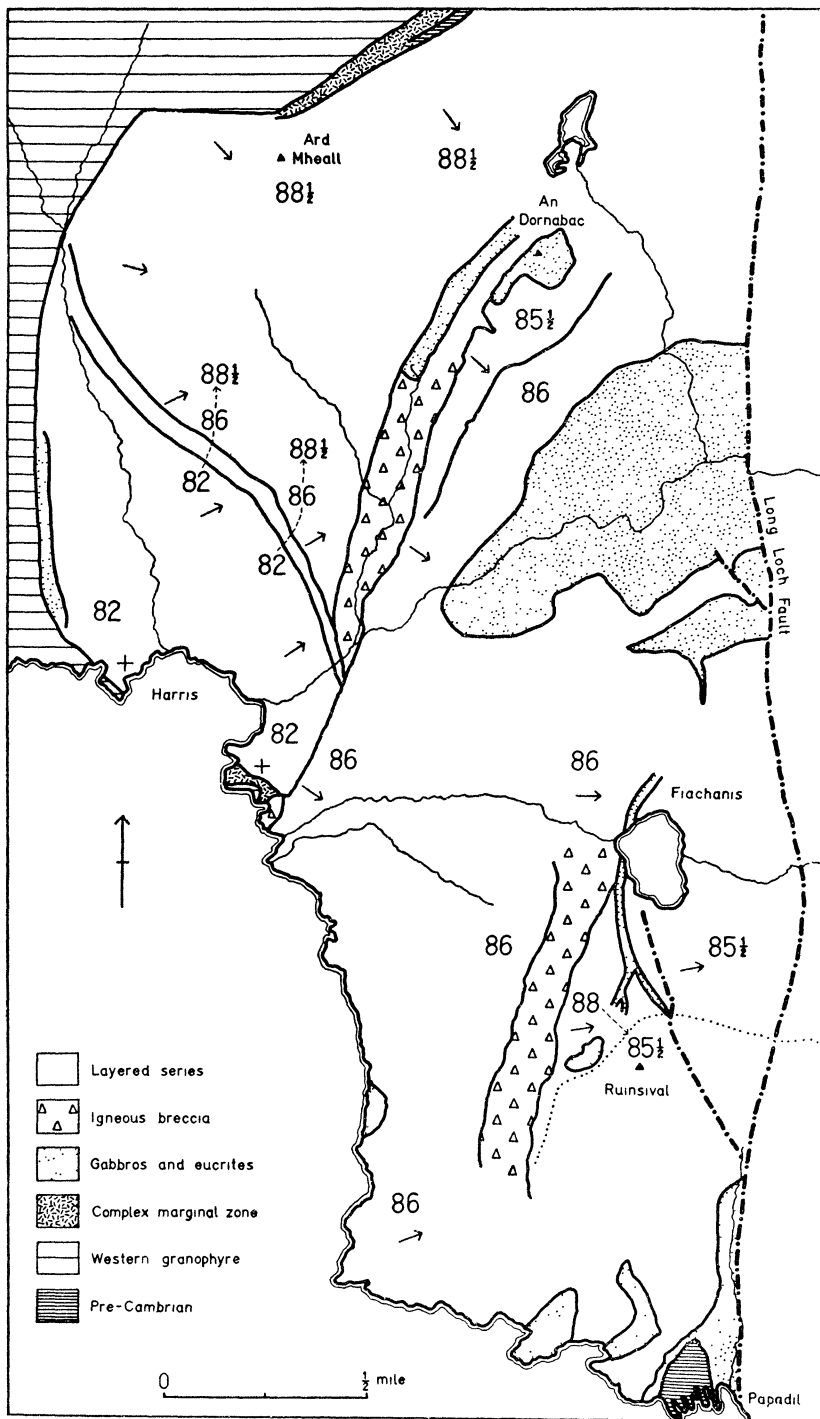 Ard
Mheall
88½
88½
An
Dornabac
85½
86
88½
86
82
88½
86
82
82
Long Loch Fault
Harris
82
86
86
Fiachanis
86
85½
88
85½
Ruinsival
86
Layered series
Igneous breccia
Gabbros and eucrites
Complex marginal zone
Western granophyre
Pre-Cambrian
0 ½ mile
Papadil